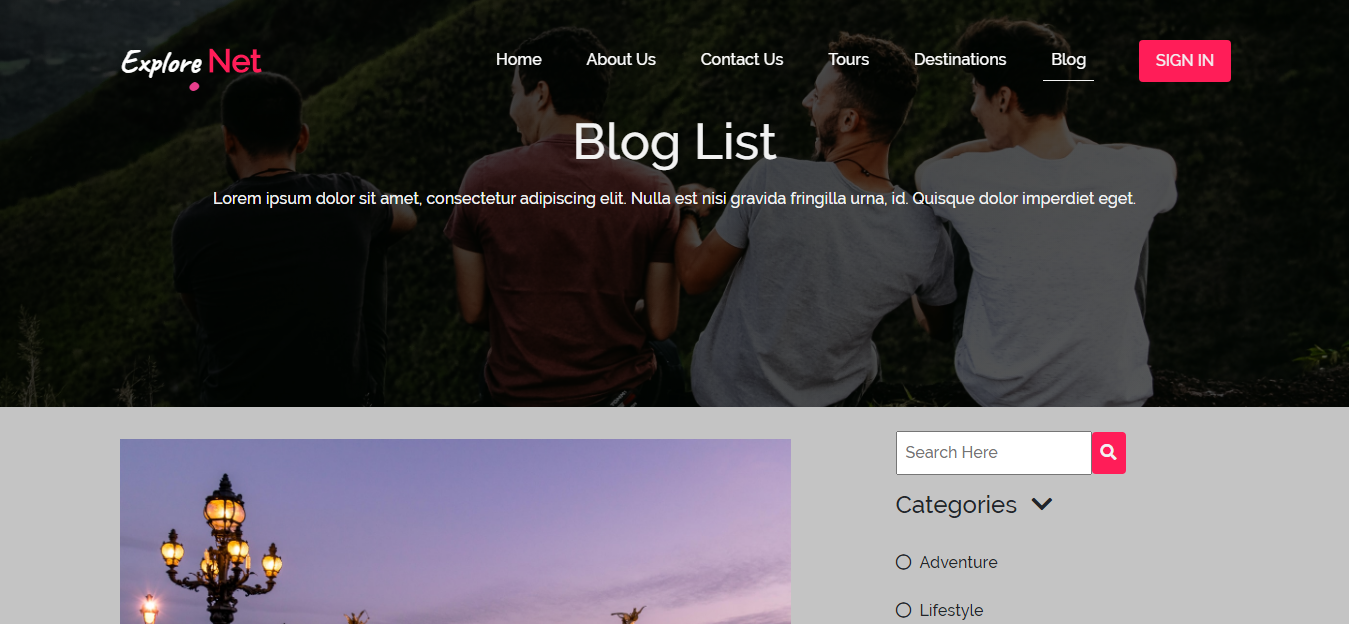 Explore Net
Home About Us Contact Us Tours Destinations Blog SIGN IN
Blog List
Lorem ipsum dolor sit amet, consectetur adipiscing elit. Nulla est nisi gravida fringilla urna, id. Quisque dolor imperdiet eget.
Search Here
Categories
Adventure
Lifestyle